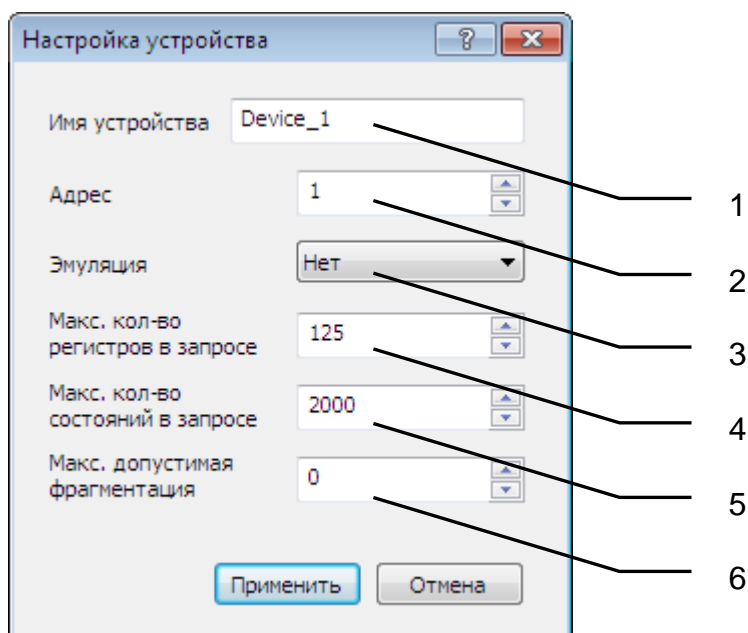 Настройка устройства
Имя устройства Device_1
1
Адрес 1
2
Эмуляция Нет
3
Макс. кол-во
регистров в запросе 125
4
Макс. кол-во
состояний в запросе 2000
5
Макс. допустимая
фрагментация 0
6
Применить Отмена